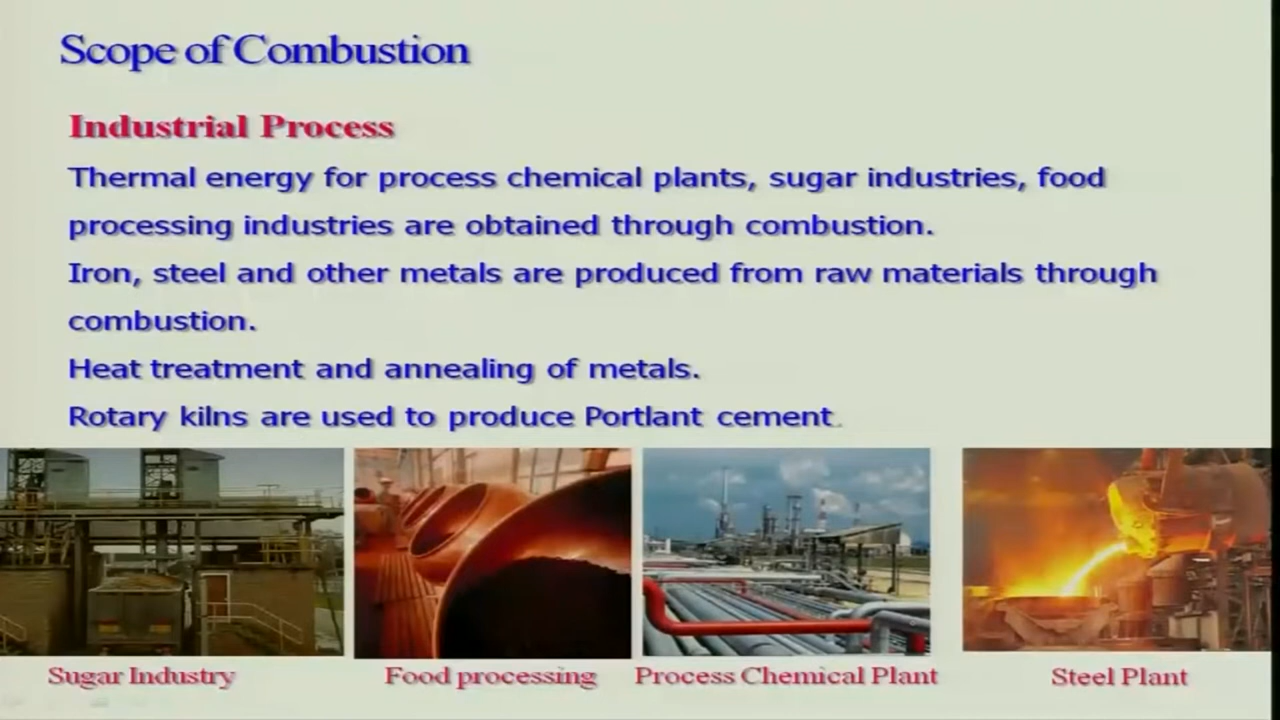 Scope of Combustion
Industrial Process
Thermal energy for process chemical plants, sugar industries, food
processing industries are obtained through combustion.
Iron, steel and other metals are produced from raw materials through
combustion.
Heat treatment and annealing of metals.
Rotary kilns are used to produce Portlant cement.
Sugar Industry
Food processing
Process Chemical Plant
Steel Plant